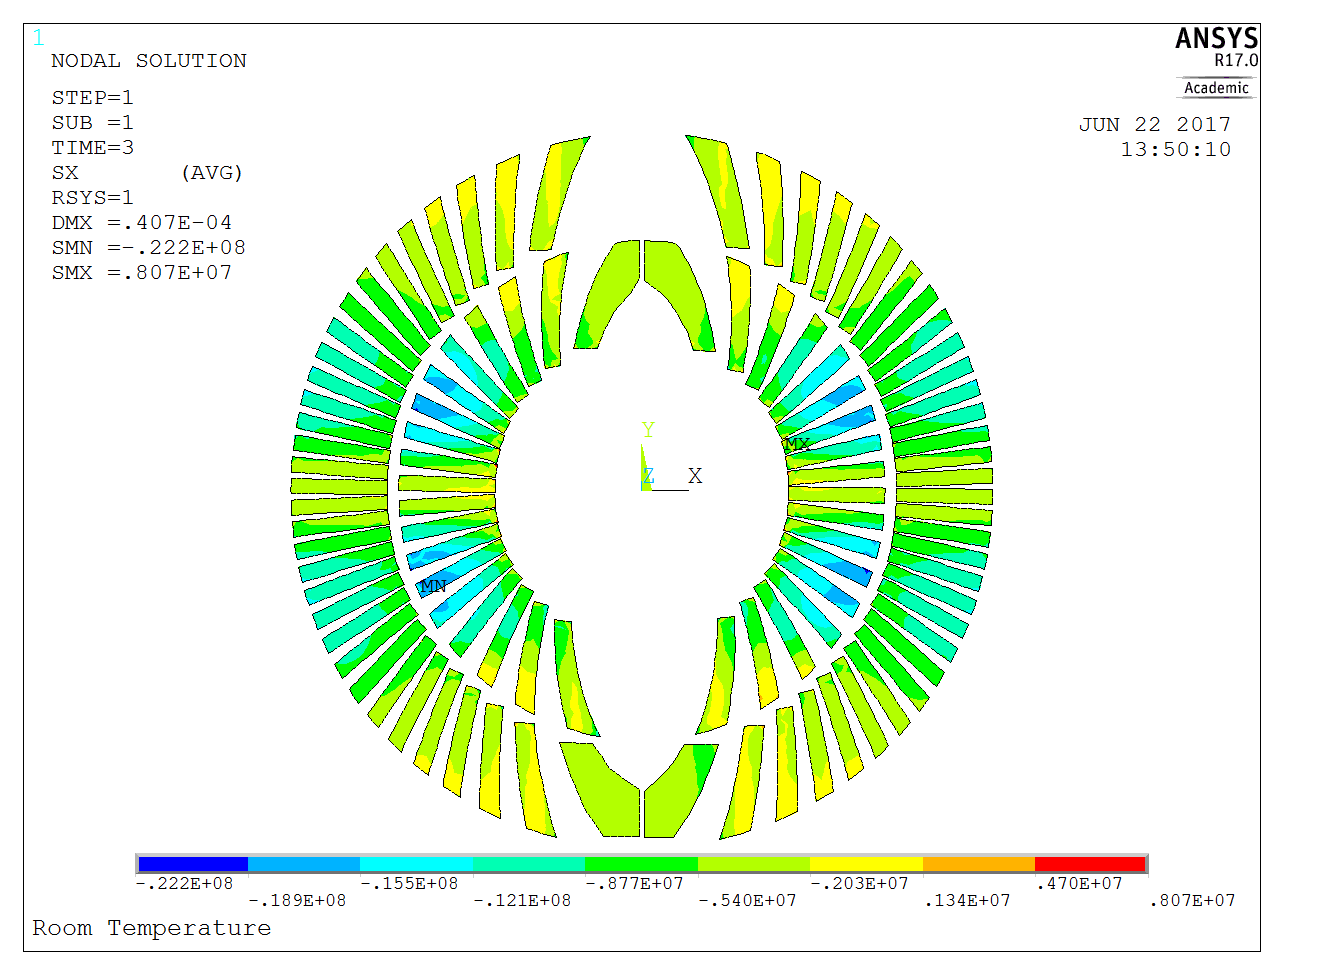 1
NODAL SOLUTION
STEP=1
SUB =1
TIME=3
SX (AVG)
RSYS=1
DMX =.407E-04
SMN =-.222E+08
SMX =.807E+07
ANSYS
R17.0
Academic
JUN 22 2017
13:50:10
Y
Z X
MX
MN
-.222E+08 -.155E+08 -.877E+07 -.203E+07 .470E+07
-.189E+08 -.121E+08 -.540E+07 .134E+07 .807E+07
Room Temperature